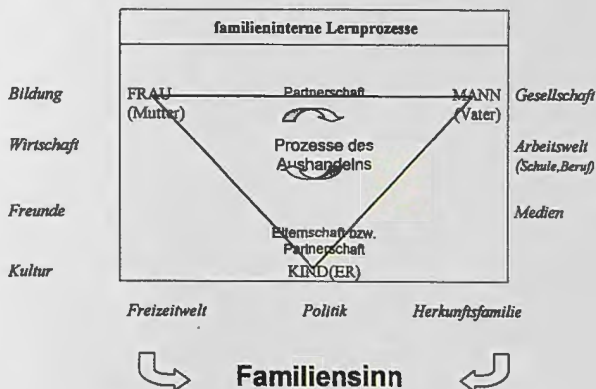 familieninterne Lernprozesse
Bildung
FRAU
(Mutter)
Partnerschaft
MANN
(Vater)
Gesellschaft
Wirtschaft
Prozesse des
Aushandelns
Arbeitswelt
(Schule,Beruf)
Freunde
Medien
Elternschaft bzw.
Partnerschaft
Kultur
KIND(ER)
Freizeitwelt
Politik
Herkunftsfamilie
Familiensinn